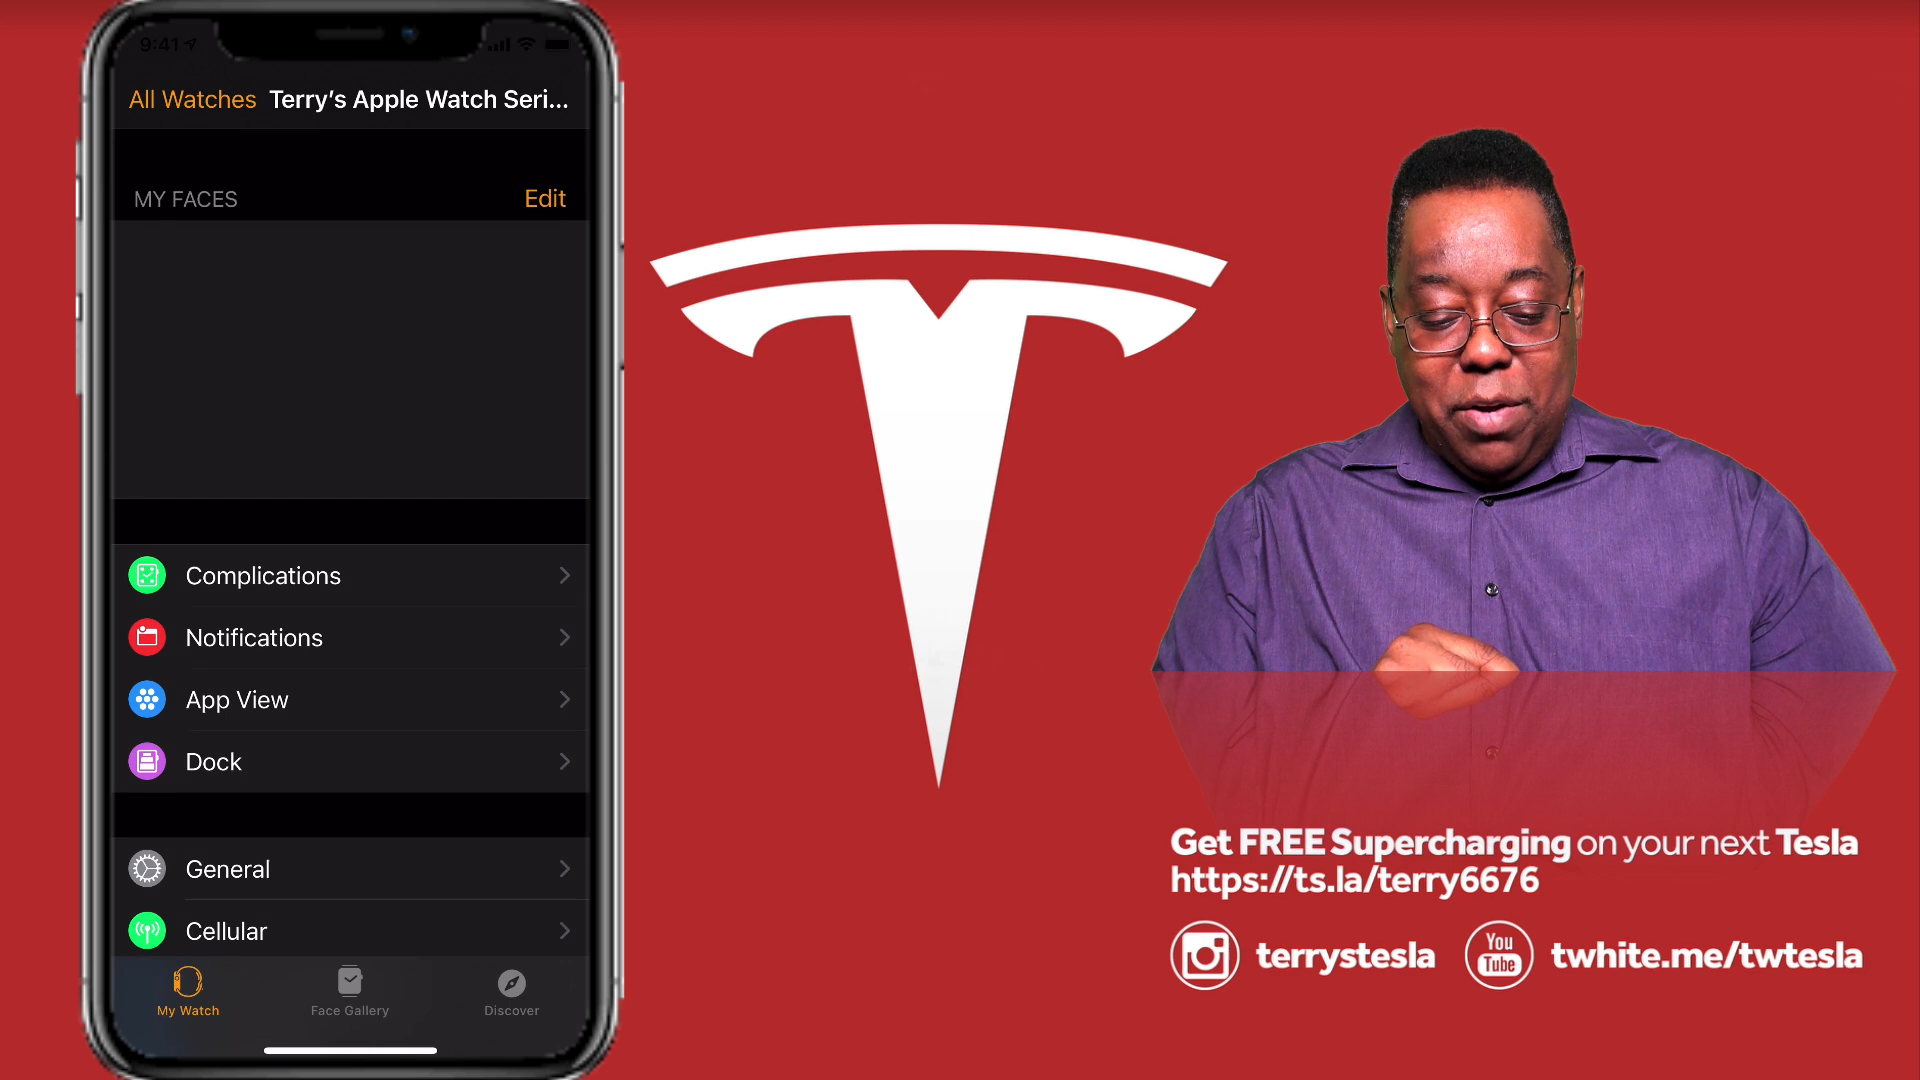 9:41
All Watches Terry's Apple Watch Seri...
MY FACES Edit
Complications
Notifications
App View
Dock
General
Cellular
My Watch Face Gallery Discover
Get FREE Supercharging on your next Tesla
https://ts.la/terry6676
terrystesla You Tube twhite.me/twtesla